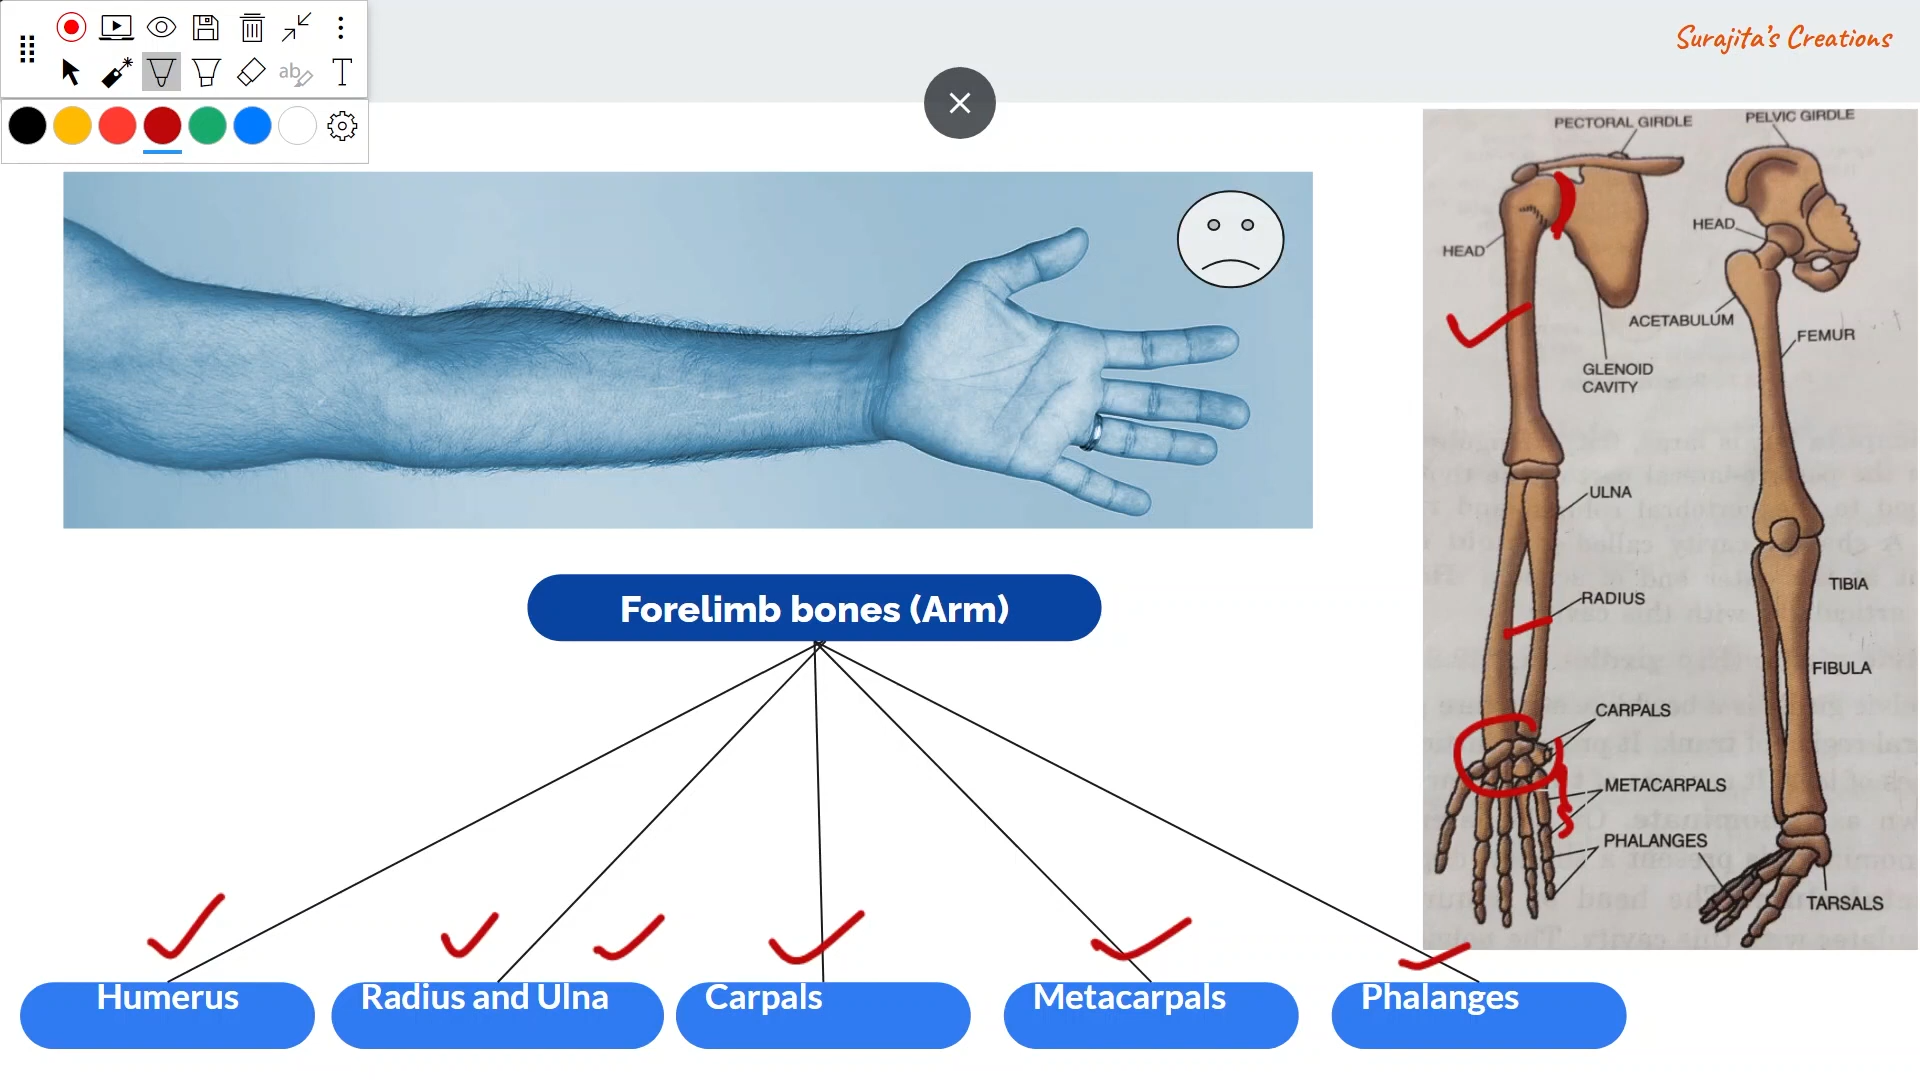 Surajita's Creations
ab
T
PECTORAL GIRDLE
PELVIC GIRDLE
HEAD
HEAD
ACETABULUM
FEMUR
GLENOID
CAVITY
ULNA
TIBIA
RADIUS
FIBULA
CARPALS
METACARPALS
PHALANGES
TARSALS
Forelimb bones (Arm)
Humerus
Radius and Ulna
Carpals
Metacarpals
Phalanges